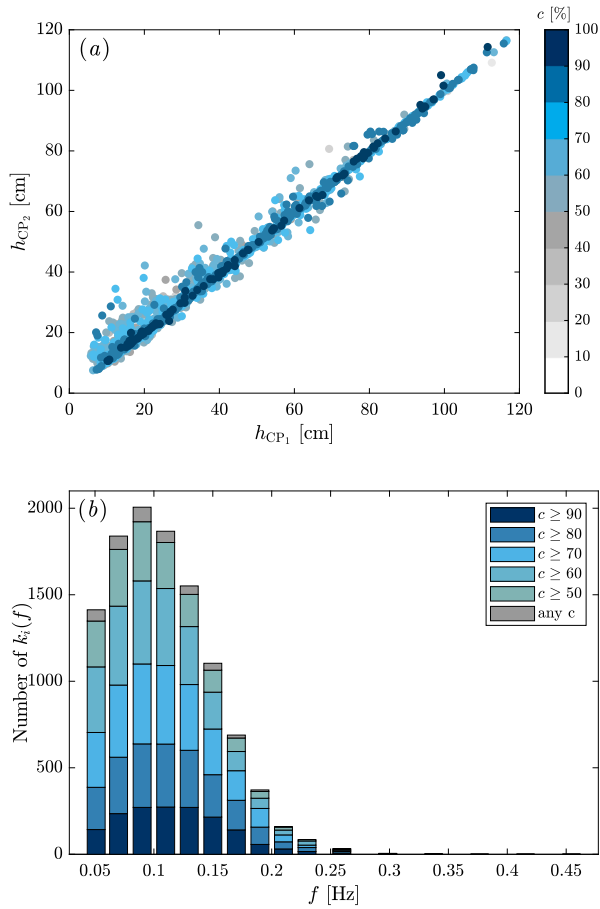 c [%]
(a)
120
100
80
60
40
20
0
h_CP₂ [cm]
0 20 40 60 80 100 120
h_CP₁ [cm]
100
90
80
70
60
50
40
30
20
10
0
(b)
2000
1500
1000
500
0
Number of kᵢ(f)
c ≥ 90
c ≥ 80
c ≥ 70
c ≥ 60
c ≥ 50
any c
0.05 0.1 0.15 0.2 0.25 0.3 0.35 0.4 0.45
f [Hz]